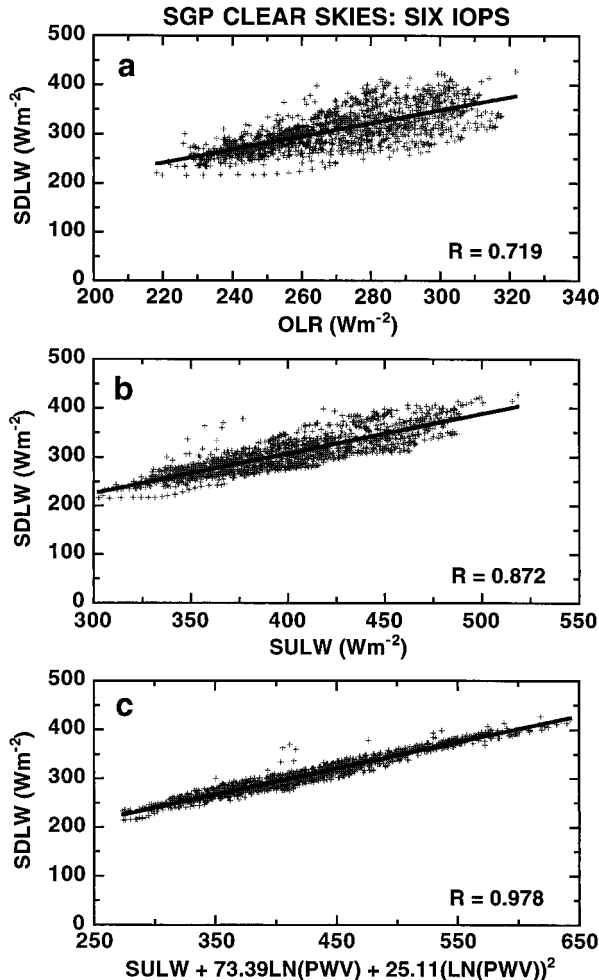 SGP CLEAR SKIES: SIX IOPS
a
500
400
300
200
100
0
SDLW (Wm⁻²)
R = 0.719
200 220 240 260 280 300 320 340
OLR (Wm⁻²)
b
500
400
300
200
100
0
SDLW (Wm⁻²)
R = 0.872
300 350 400 450 500 550
SULW (Wm⁻²)
c
500
400
300
200
100
0
SDLW (Wm⁻²)
R = 0.978
250 350 450 550 650
SULW + 73.39LN(PWV) + 25.11(LN(PWV))²